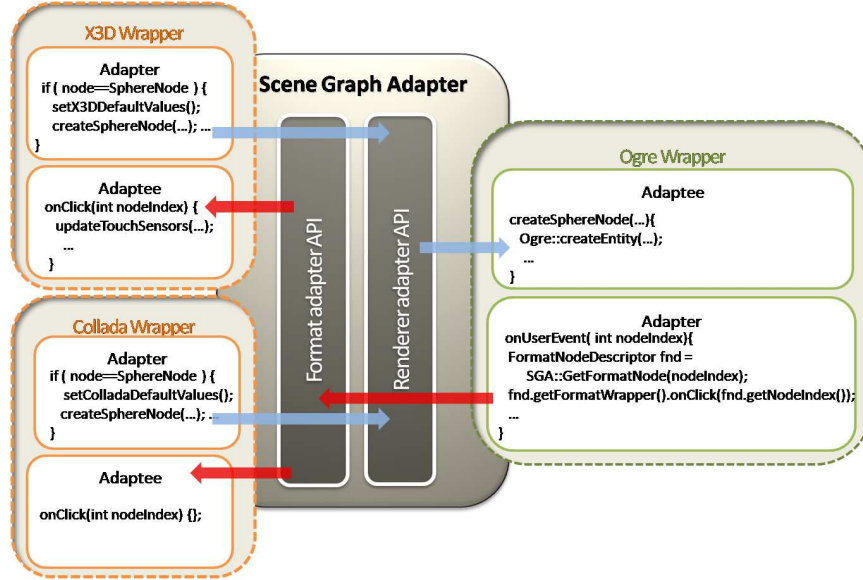 X3D Wrapper
Adapter
if ( node==SphereNode ) {
setX3DDefaultValues();
createSphereNode(...); ...
}
Adaptee
onClick(int nodeIndex) {
updateTouchSensors(...);
...
}
Collada Wrapper
Adapter
if ( node==SphereNode ) {
setColladaDefaultValues();
createSphereNode(...); ...
}
Adaptee
onClick(int nodeIndex) {};
Scene Graph Adapter
Format adapter API
Renderer adapter API
Ogre Wrapper
Adaptee
createSphereNode(...){
Ogre::createEntity(...);
...
}
Adapter
onUserEvent( int nodeIndex){
FormatNodeDescriptor fnd =
SGA::GetFormatNode(nodeIndex);
fnd.getFormatWrapper().onClick(fnd.getNodeIndex());
...
}